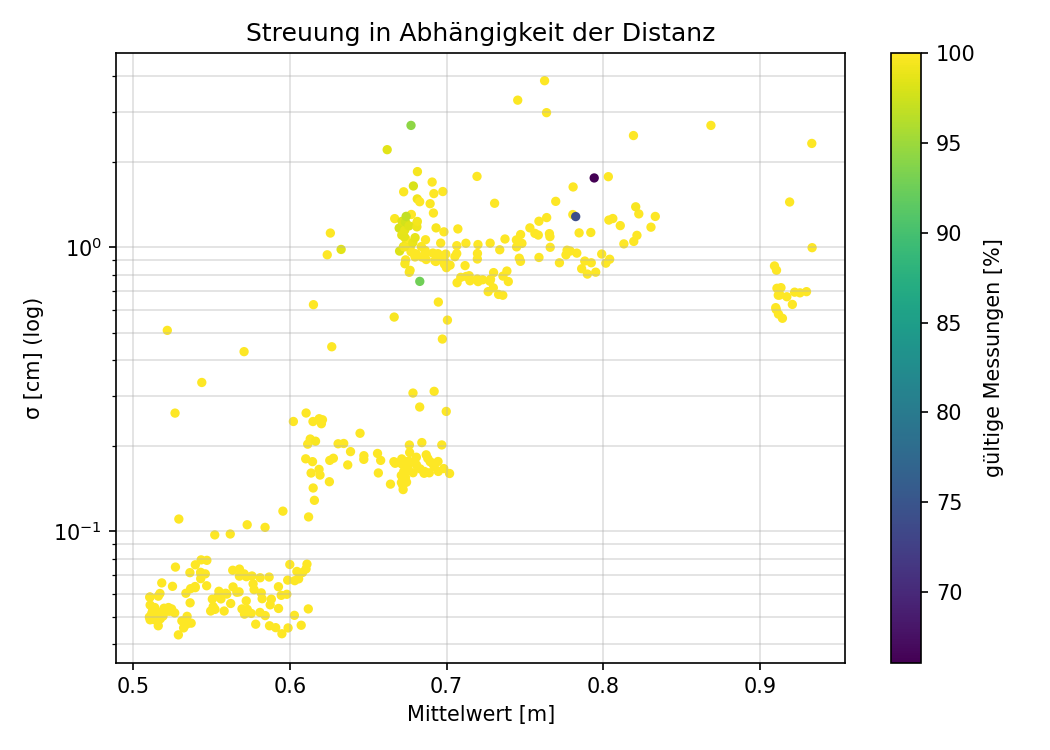 Streuung in Abhängigkeit der Distanz
σ [cm] (log)
10⁰
10⁻¹
0.5 0.6 0.7 0.8 0.9
Mittelwert [m]
100
95
90
85
80
75
70
gültige Messungen [%]